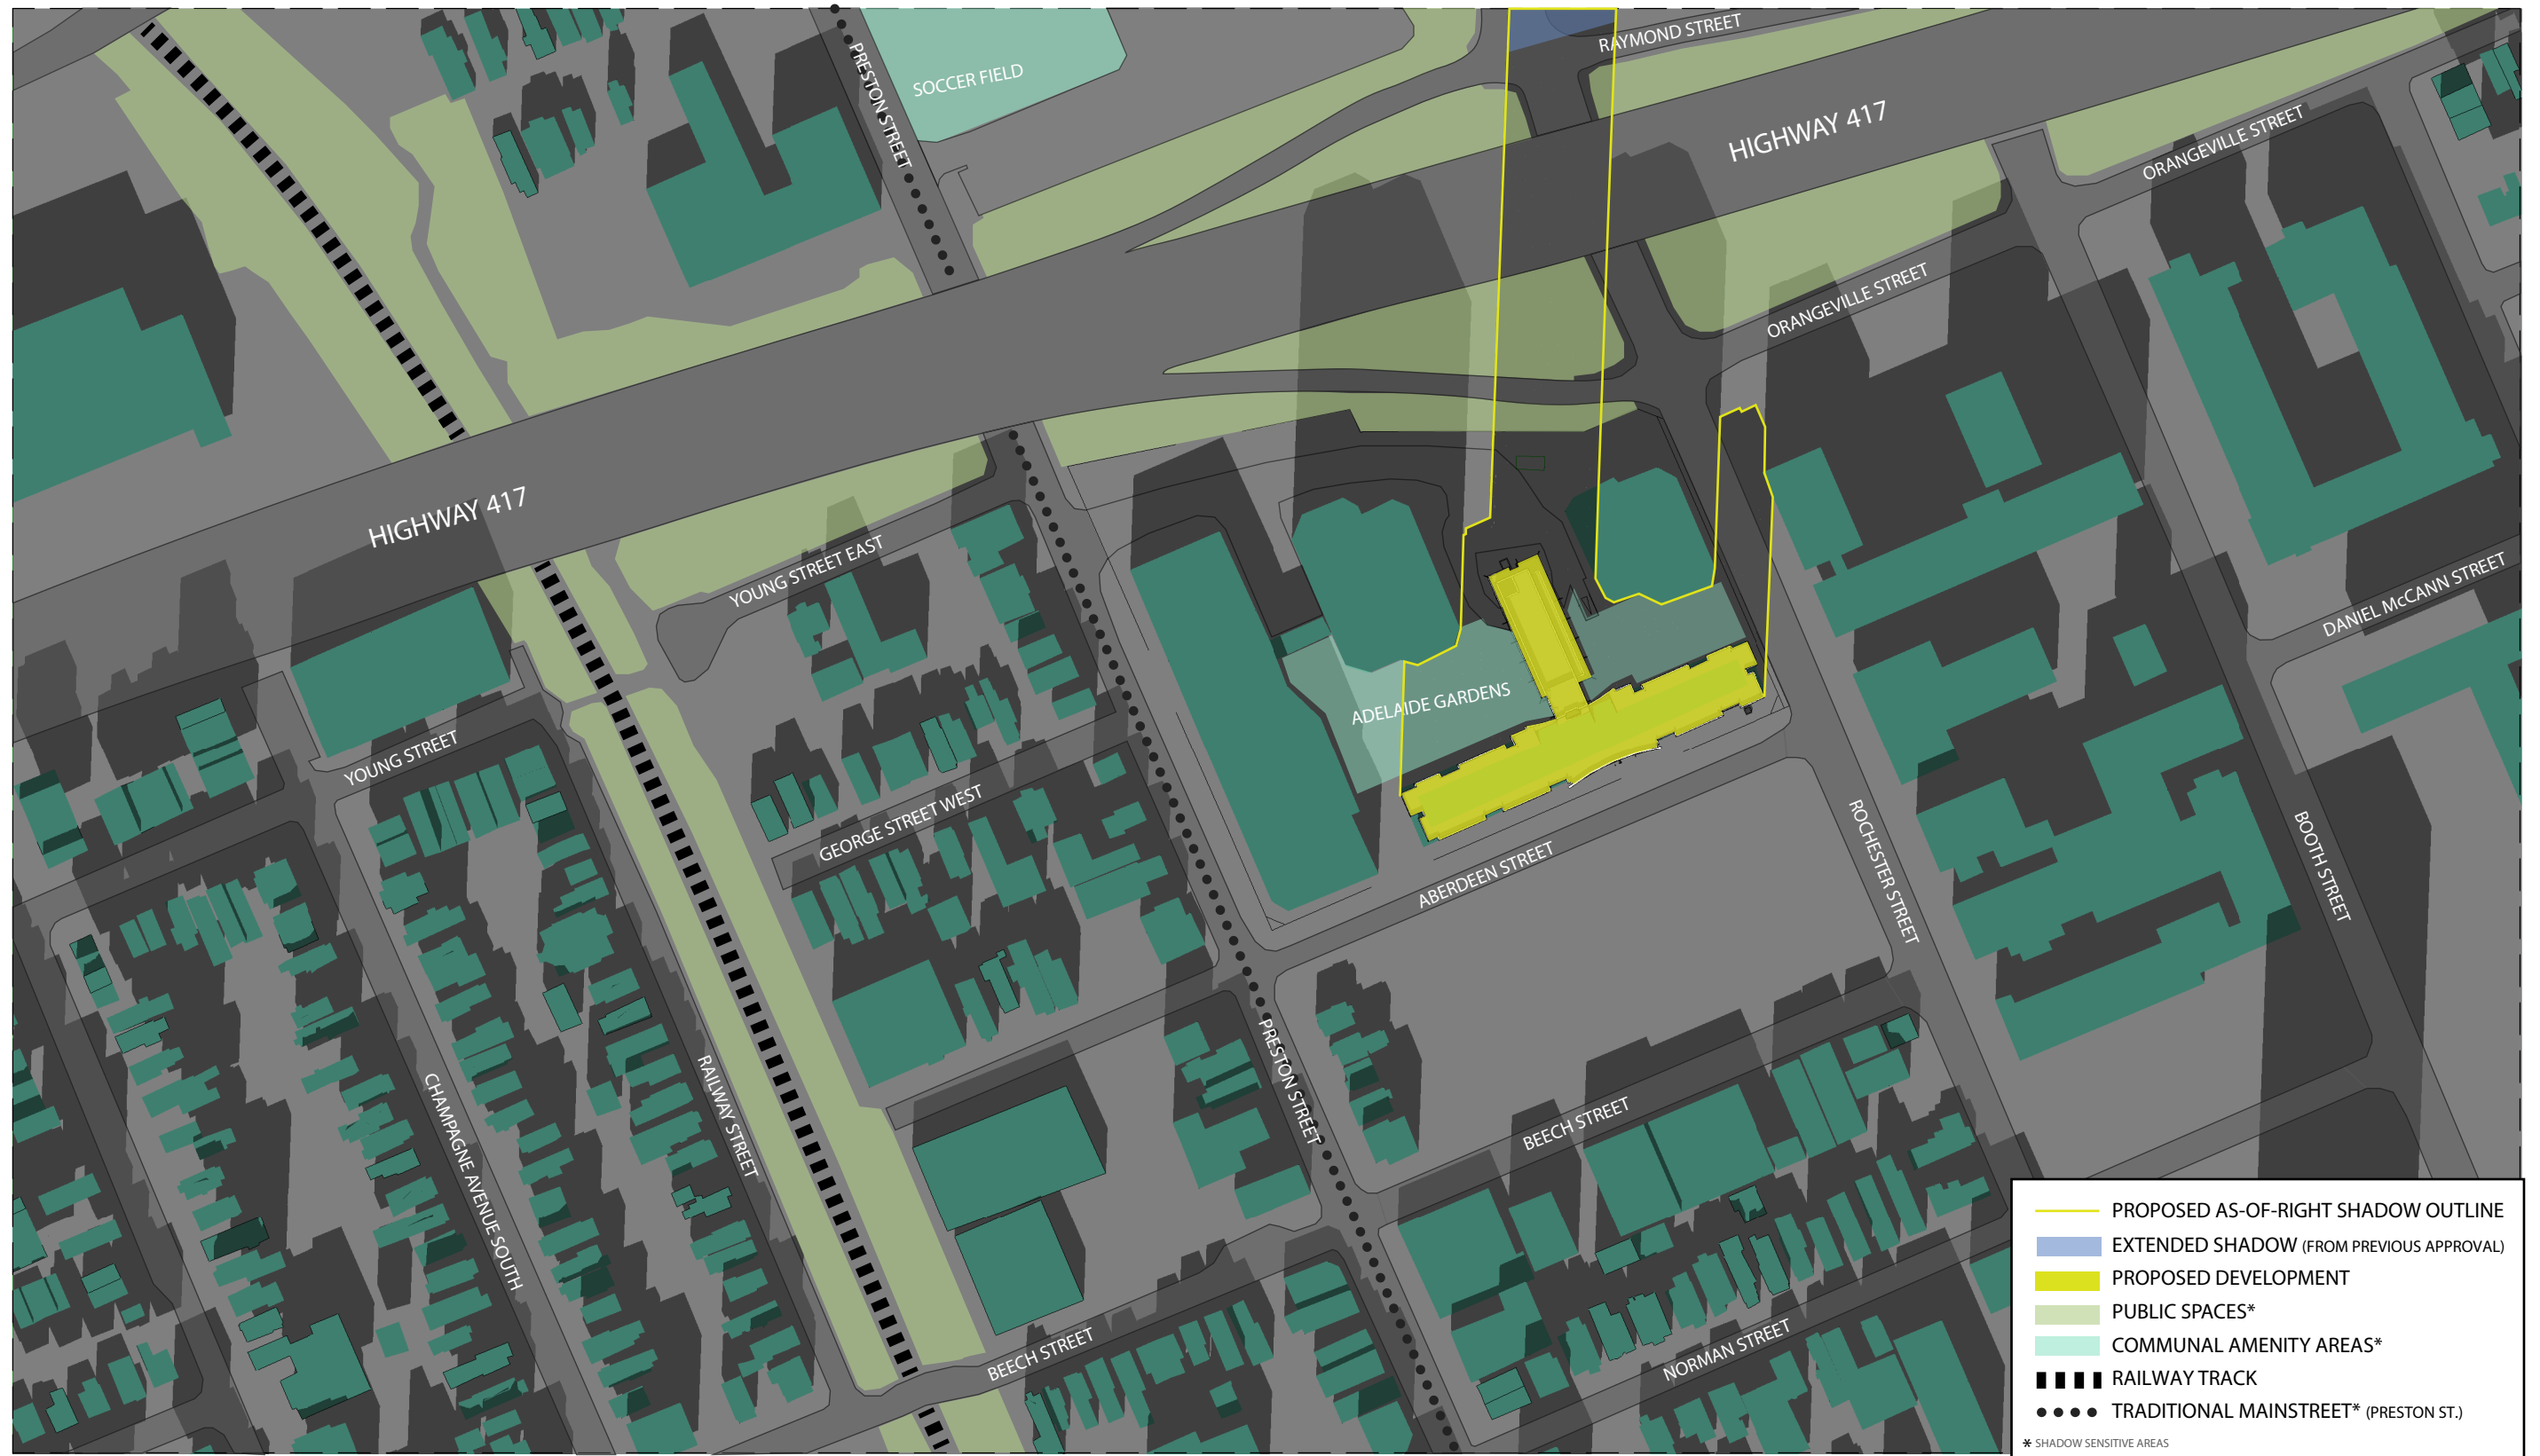 RAYMOND STREET
PRESTON STREET
SOCCER FIELD
HIGHWAY 417
ORANGEVILLE STREET
ORANGEVILLE STREET
HIGHWAY 417
YOUNG STREET EAST
DANIEL McCANN STREET
ADELAIDE GARDENS
YOUNG STREET
GEORGE STREET WEST
ROCHESTER STREET
BOOTH STREET
ABERDEEN STREET
PRESTON STREET
RAILWAY STREET
CHAMPAGNE AVENUE SOUTH
BEECH STREET
BEECH STREET
NORMAN STREET
PROPOSED AS-OF-RIGHT SHADOW OUTLINE
EXTENDED SHADOW (FROM PREVIOUS APPROVAL)
PROPOSED DEVELOPMENT
PUBLIC SPACES*
COMMUNAL AMENITY AREAS*
RAILWAY TRACK
TRADITIONAL MAINSTREET* (PRESTON ST.)
* SHADOW SENSITIVE AREAS